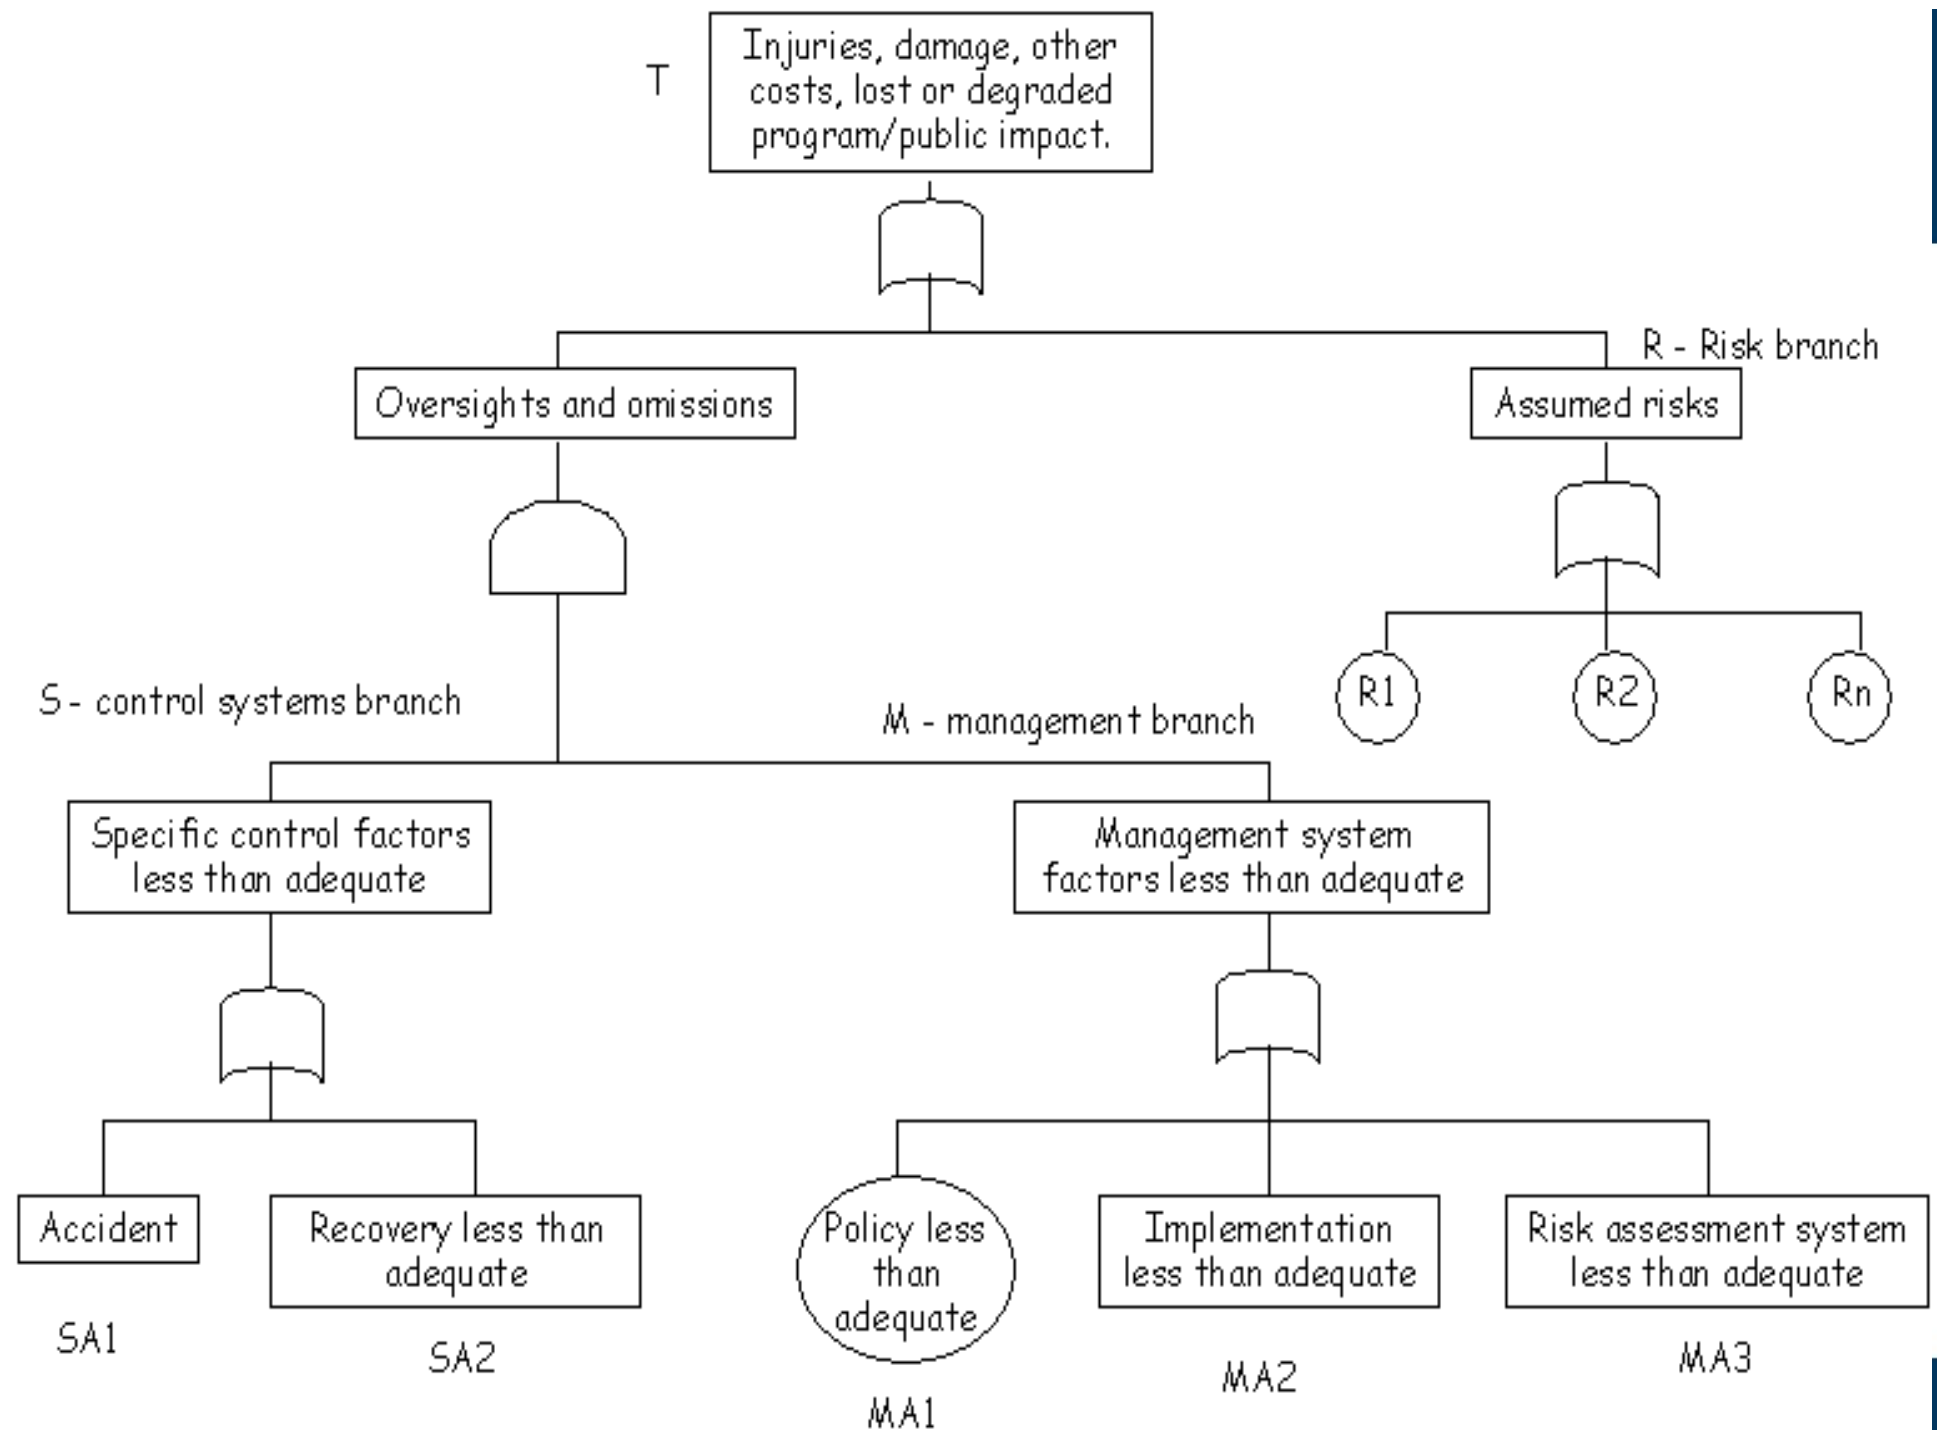 T
Injuries, damage, other
costs, lost or degraded
program/public impact.
R - Risk branch
Oversights and omissions
Assumed risks
R1
R2
Rn
S - control systems branch
M - management branch
Specific control factors
less than adequate
Management system
factors less than adequate
Accident
Recovery less than
adequate
Policy less
than
adequate
Implementation
less than adequate
Risk assessment system
less than adequate
SA1
SA2
MA1
MA2
MA3